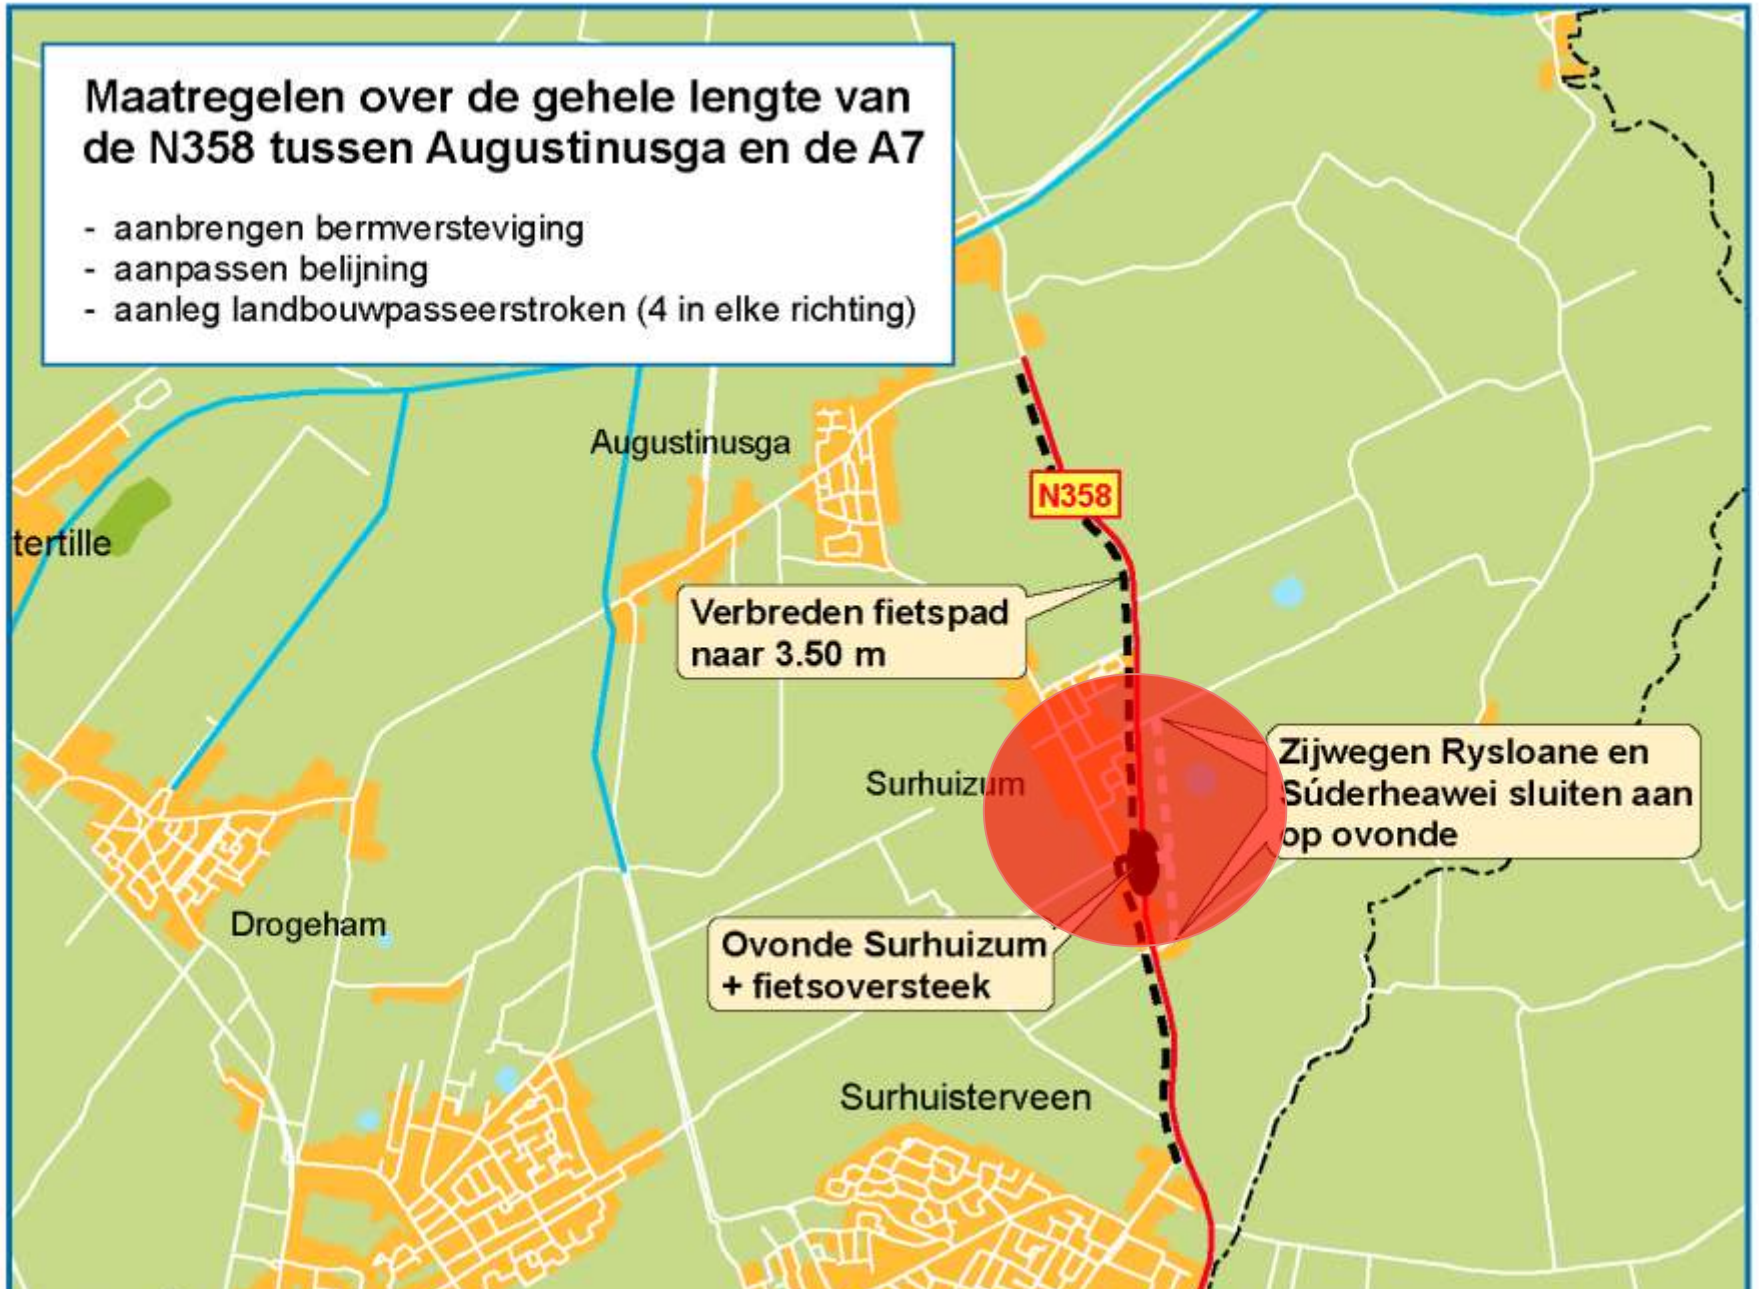 Maatregelen over de gehele lengte van
de N358 tussen Augustinusga en de A7
- aanbrengen bermversteviging
- aanpassen belijning
- aanleg landbouwpasseerstroken (4 in elke richting)
Augustinusga
N358
tertille
Verbreden fietspad
naar 3.50 m
Surhuizum
Zijwegen Rysloane en
Súderheawei sluiten aan
op ovonde
Drogeham
Ovonde Surhuizum
+ fietsoversteek
Surhuisterveen